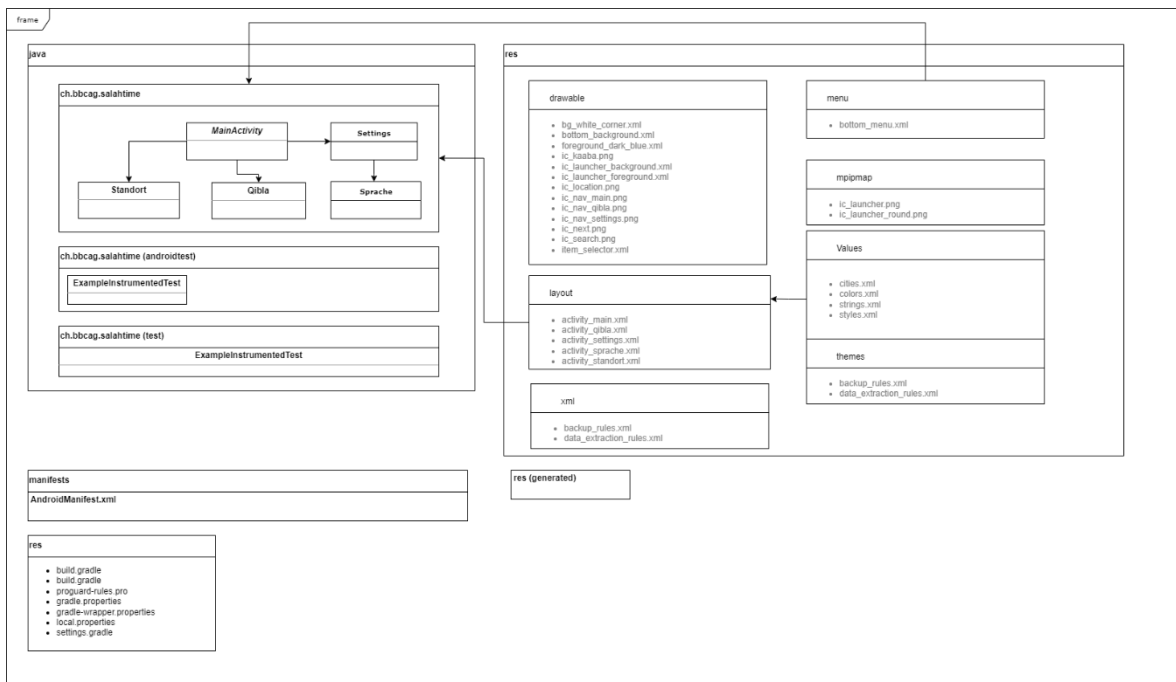 frame
java
ch.bbcag.salahtime
MainActivity
Settings
Standort
Qibla
Sprache
ch.bbcag.salahtime (androidtest)
ExampleInstrumentedTest
ch.bbcag.salahtime (test)
ExampleInstrumentedTest
res
drawable
bg_white_corner.xml
bottom_background.xml
foreground_dark_blue.xml
ic_kaaba.png
ic_launcher_background.xml
ic_launcher_foreground.xml
ic_location.png
ic_nav_main.png
ic_nav_qibla.png
ic_nav_settings.png
ic_next.png
ic_search.png
item_selector.xml
layout
activity_main.xml
activity_qibla.xml
activity_settings.xml
activity_sprache.xml
activity_standort.xml
xml
backup_rules.xml
data_extraction_rules.xml
menu
bottom_menu.xml
mpipmap
ic_launcher.png
ic_launcher_round.png
Values
cities.xml
colors.xml
strings.xml
styles.xml
themes
backup_rules.xml
data_extraction_rules.xml
manifests
AndroidManifest.xml
res (generated)
res
build.gradle
build.gradle
proguard-rules.pro
gradle.properties
gradle-wrapper.properties
local.properties
settings.gradle